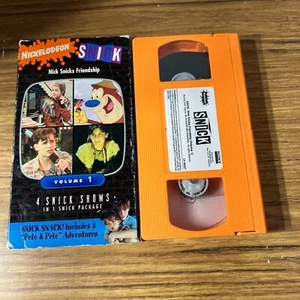 NICKELODEON
SNICK
Nick Snicks Friendship
VOLUME 1
4 SNICK SHOWS
IN 1 SNICK PACKAGE
SNICK SNACK! Includes 3
"Pete & Pete" Adventures
SNICK